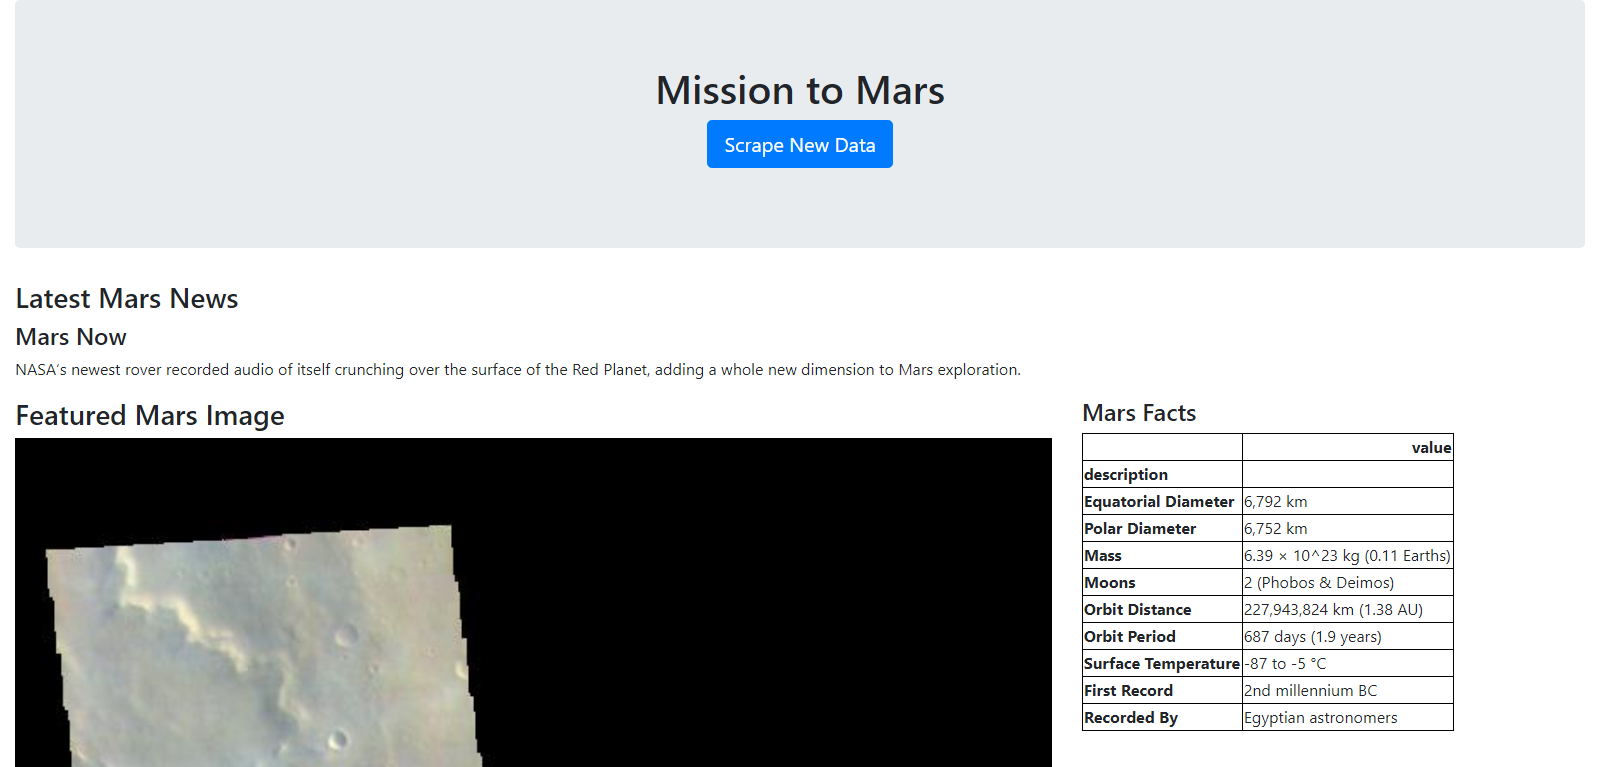 Mission to Mars
Scrape New Data
Latest Mars News
Mars Now
NASA's newest rover recorded audio of itself crunching over the surface of the Red Planet, adding a whole new dimension to Mars exploration.
Featured Mars Image
Mars Facts
value
description
Equatorial Diameter 6,792 km
Polar Diameter 6,752 km
Mass 6.39 × 10^23 kg (0.11 Earths)
Moons 2 (Phobos & Deimos)
Orbit Distance 227,943,824 km (1.38 AU)
Orbit Period 687 days (1.9 years)
Surface Temperature -87 to -5 °C
First Record 2nd millennium BC
Recorded By Egyptian astronomers